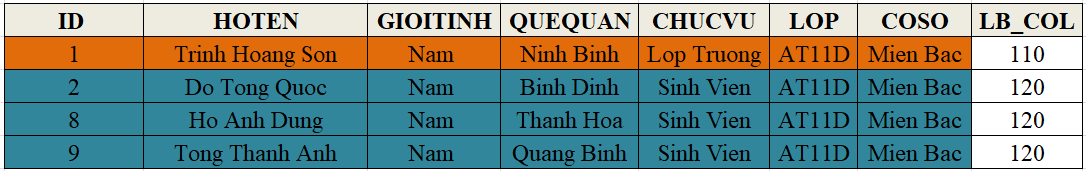 ID HOTEN GIOITINH QUEQUAN CHUCVU LOP COSO LB_COL
1 Trinh Hoang Son Nam Ninh Binh Lop Truong AT11D Mien Bac 110
2 Do Tong Quoc Nam Binh Dinh Sinh Vien AT11D Mien Bac 120
8 Ho Anh Dung Nam Thanh Hoa Sinh Vien AT11D Mien Bac 120
9 Tong Thanh Anh Nam Quang Binh Sinh Vien AT11D Mien Bac 120